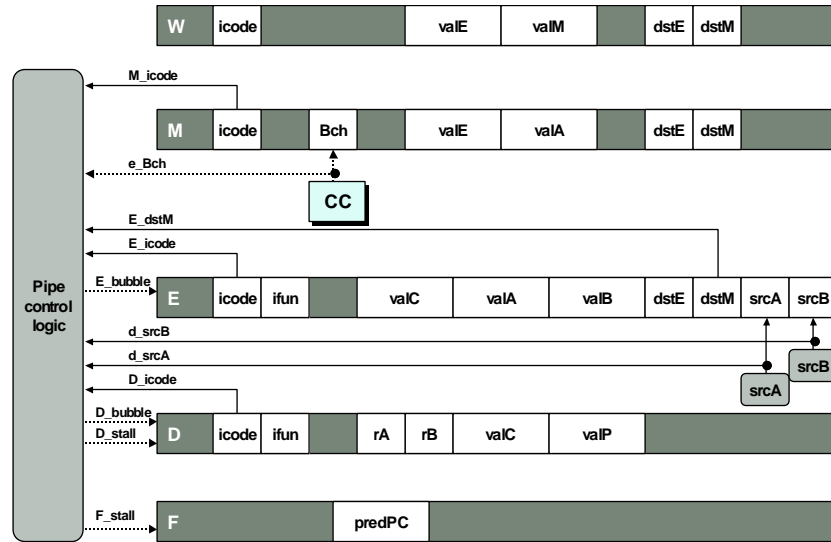 W icode valE valM dstE dstM
M_icode
M icode Bch valE valA dstE dstM
e_Bch
CC
E_dstM
E_icode
Pipe
control
logic
E_bubble
E icode ifun valC valA valB dstE dstM srcA srcB
d_srcB
d_srcA
srcB
D_icode
srcA
D_bubble
D_stall
D icode ifun rA rB valC valP
F_stall
F predPC